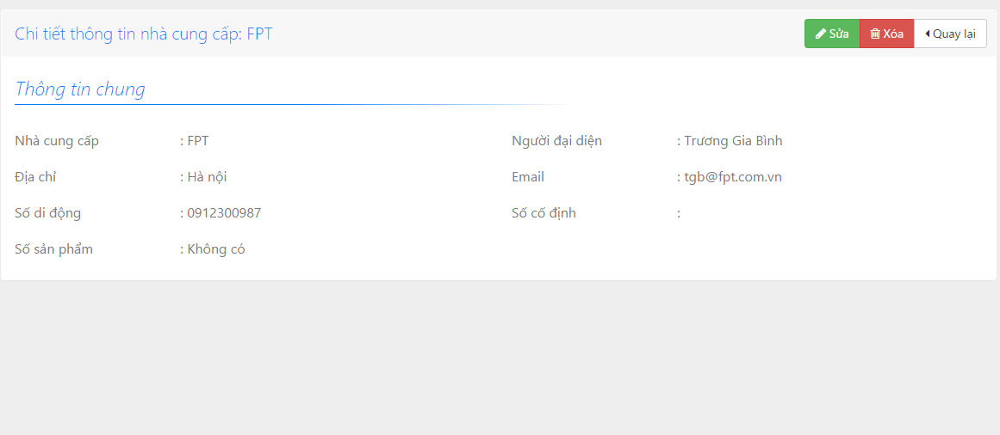 Chi tiết thông tin nhà cung cấp: FPT
Sửa Xóa Quay lại
Thông tin chung
Nhà cung cấp : FPT Người đại diện : Trương Gia Bình
Địa chỉ : Hà nội Email : tgb@fpt.com.vn
Số di động : 0912300987 Số cố định :
Số sản phẩm : Không có